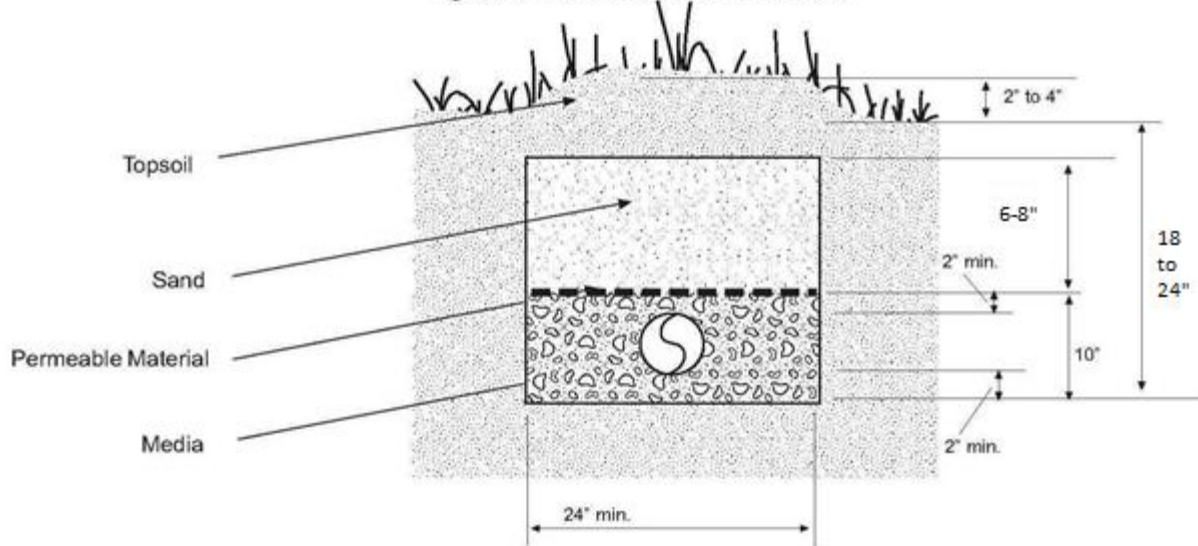 2" to 4"
Topsoil
6-8"
18
to
24"
2" min.
Sand
Permeable Material
10"
Media
2" min.
24" min.